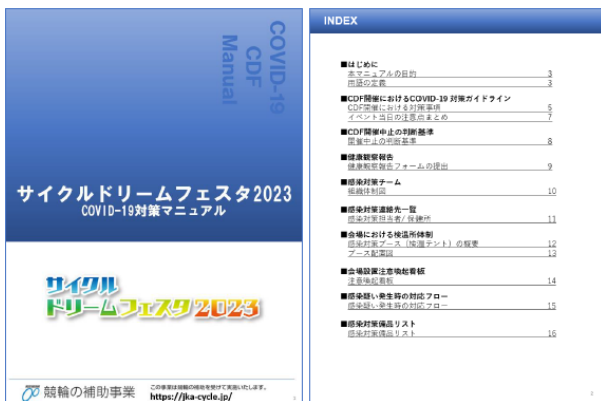 COVID-19
CDF
Manual
サイクルドリームフェスタ2023
COVID-19対策マニュアル
サイクル
ドリームフェスタ2023
競輪の補助事業
この事業は競輪の補助を受けて実施いたします。
https://jka-cycle.jp/
INDEX
■はじめに
本マニュアルの目的 3
用語の定義 3
■CDF開催におけるCOVID-19 対策ガイドライン
CDF開催における対策事項 5
イベント当日の注意点まとめ 7
■CDF開催中止の判断基準
開催中止の判断基準 8
■健康観察報告
健康観察報告フォームの提出 9
■感染対策チーム
組織体制図 10
■感染対策連絡先一覧
感染対策担当者/保健所 11
■会場における検温所体制
感染対策ブース（検温テント）の概要 12
ブース配置図 13
■会場設置注意喚起看板
注意喚起看板 14
■感染疑い発生時の対応フロー
感染疑い発生時の対応フロー 15
■感染対策備品リスト
感染対策備品リスト 16
2